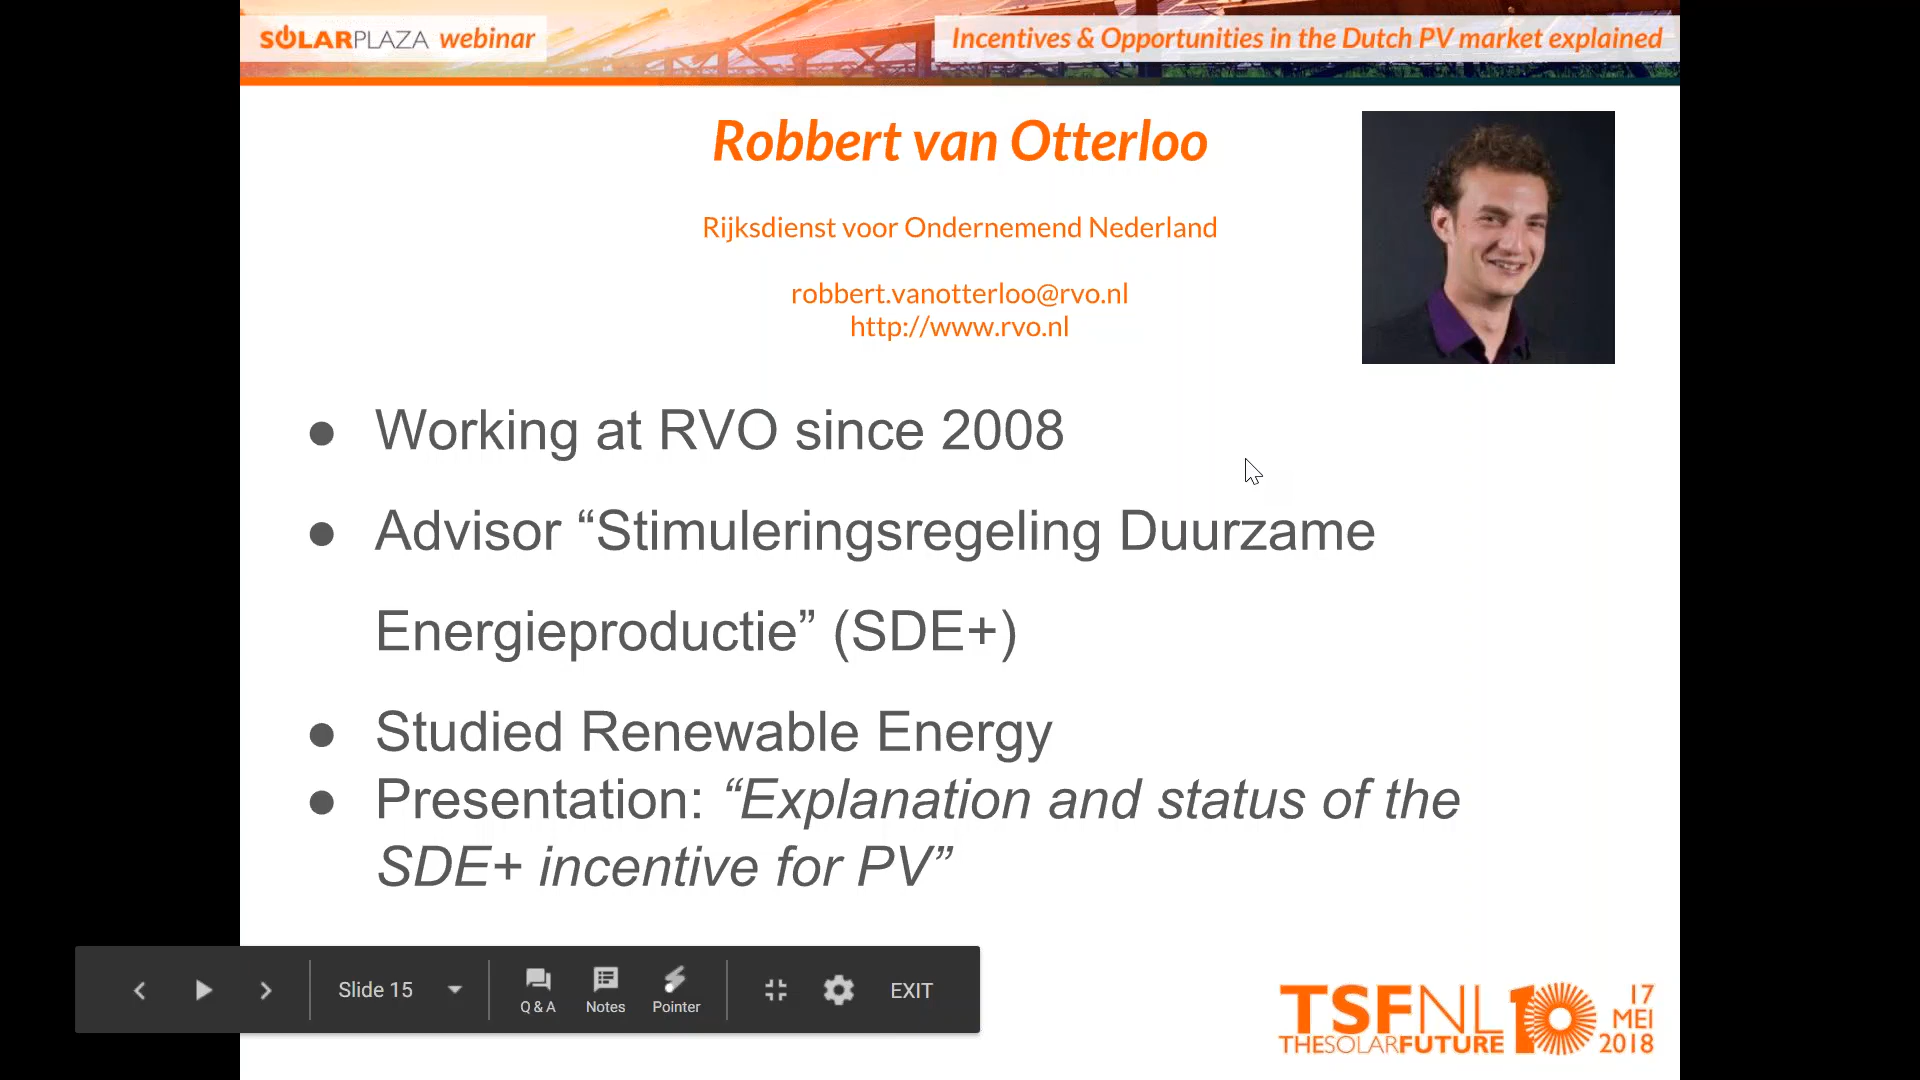 SOLARPLAZA webinar
Incentives & Opportunities in the Dutch PV market explained
Robbert van Otterloo
Rijksdienst voor Ondernemend Nederland
robbert.vanotterloo@rvo.nl
http://www.rvo.nl
● Working at RVO since 2008
● Advisor “Stimuleringsregeling Duurzame
Energieproductie” (SDE+)
● Studied Renewable Energy
● Presentation: “Explanation and status of the
SDE+ incentive for PV”
Slide 15
Q & A
Notes
Pointer
EXIT
TSFNL 10
THESOLARFUTURE
17
MEI
2018